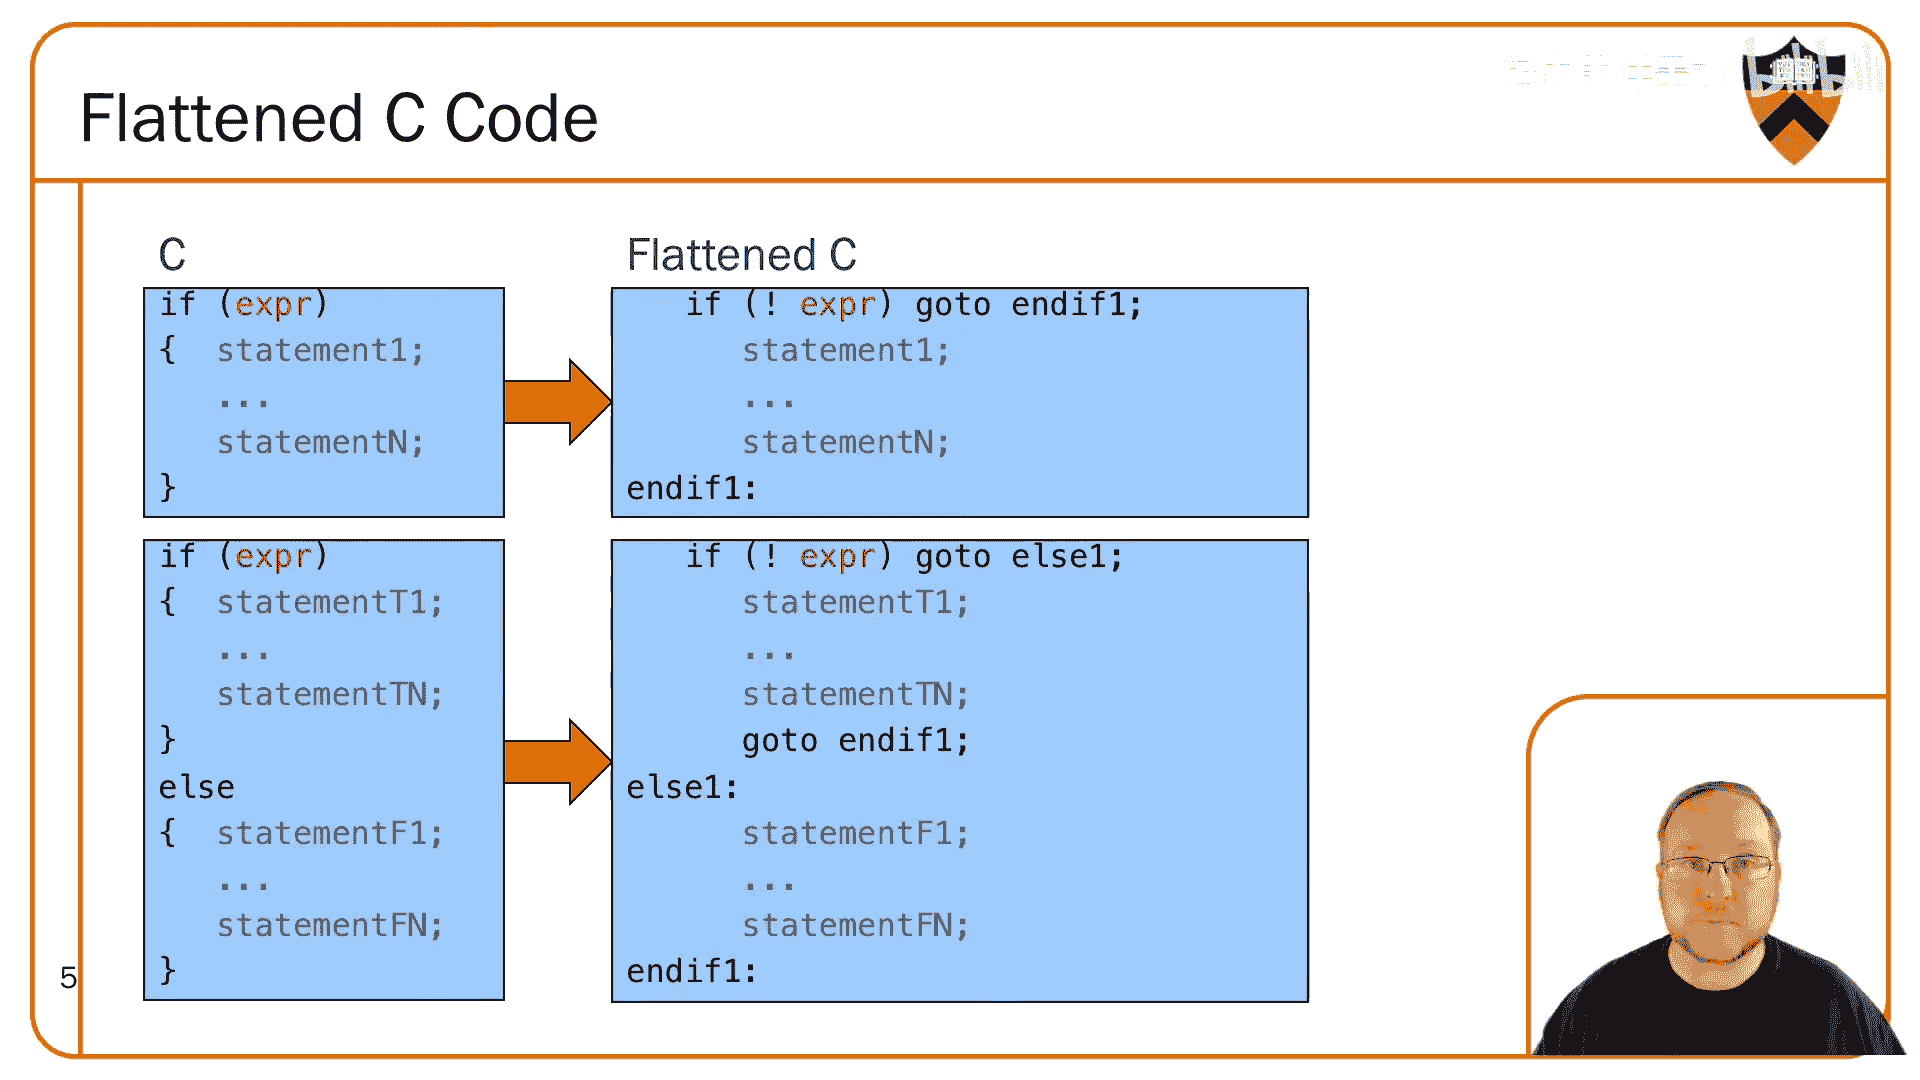 Flattened C Code
C
if (expr)
{  statement1;
   ...
   statementN;
}
Flattened C
   if (! expr) goto endif1;
      statement1;
      ...
      statementN;
endif1:
if (expr)
{  statementT1;
   ...
   statementTN;
}
else
{  statementF1;
   ...
   statementFN;
}
   if (! expr) goto else1;
      statementT1;
      ...
      statementTN;
      goto endif1;
else1:
      statementF1;
      ...
      statementFN;
endif1:
5